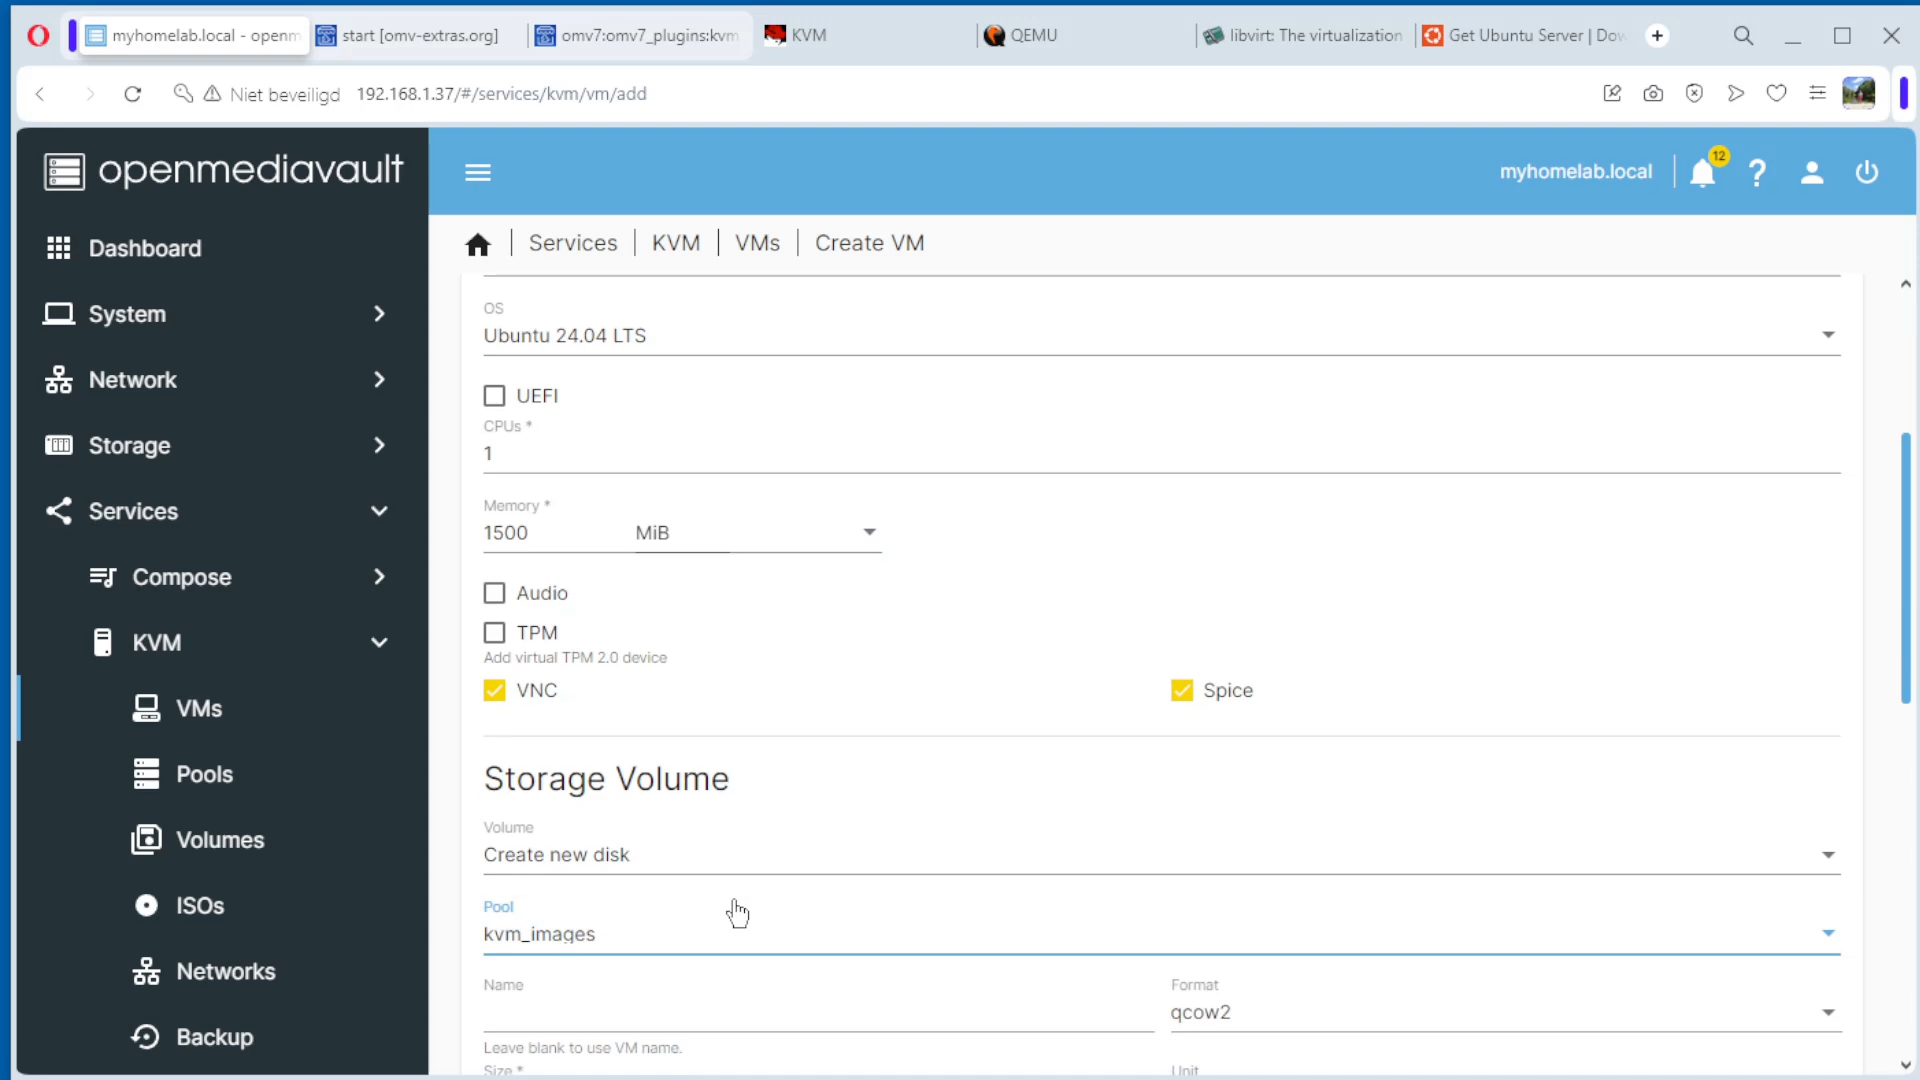 myhomelab.local - openm
start [omv-extras.org]
omv7:omv7_plugins:kvm
KVM
QEMU
libvirt: The virtualization
Get Ubuntu Server | Dow
Niet beveiligd 192.168.1.37/#/services/kvm/vm/add
openmediavault
myhomelab.local
12
Dashboard
System
Network
Storage
Services
Compose
KVM
VMs
Pools
Volumes
ISOs
Networks
Backup
Services
KVM
VMs
Create VM
OS
Ubuntu 24.04 LTS
UEFI
CPUs *
1
Memory *
1500 MiB
Audio
TPM
Add virtual TPM 2.0 device
VNC
Spice
Storage Volume
Volume
Create new disk
Pool
kvm_images
Name
Format
qcow2
Leave blank to use VM name.
Size *
Unit